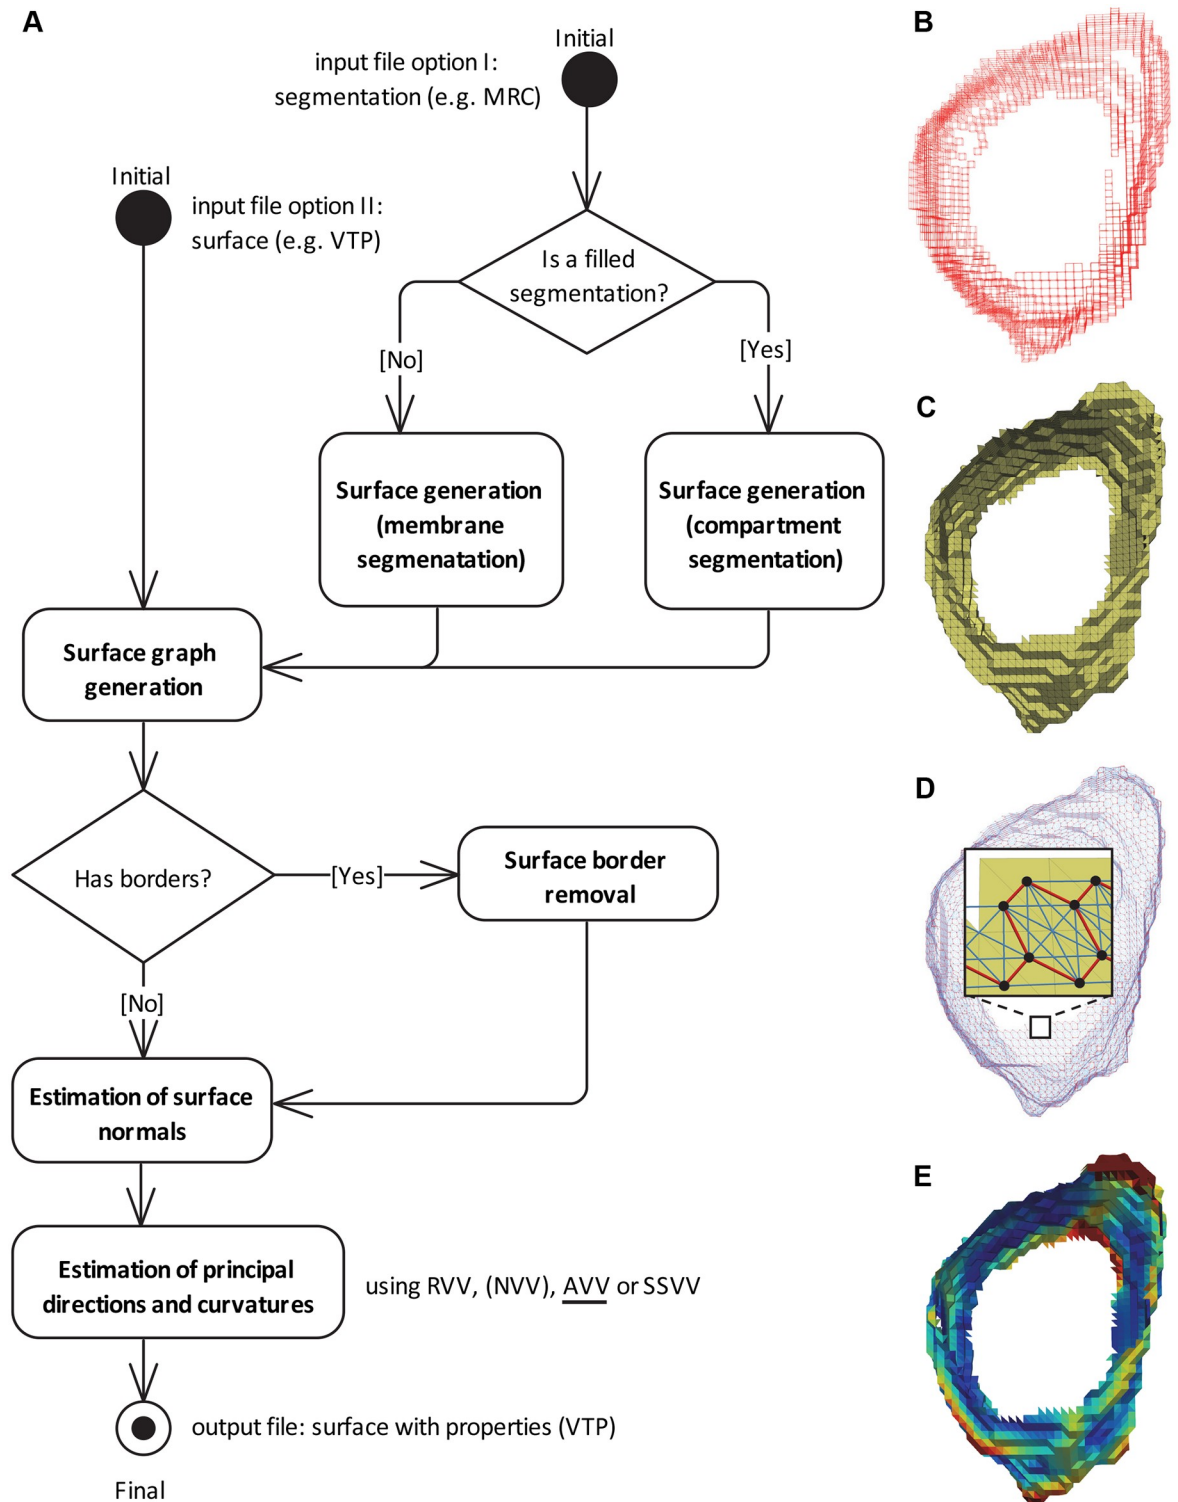 A
Initial
input file option I:
segmentation (e.g. MRC)
Initial
input file option II:
surface (e.g. VTP)
Is a filled
segmentation?
[No]
[Yes]
Surface generation
(membrane
segmenatation)
Surface generation
(compartment
segmentation)
Surface graph
generation
Has borders?
[Yes]
Surface border
removal
[No]
Estimation of surface
normals
Estimation of principal
directions and curvatures
using RVV, (NVV), AVV or SSVV
output file: surface with properties (VTP)
Final
B
C
D
E